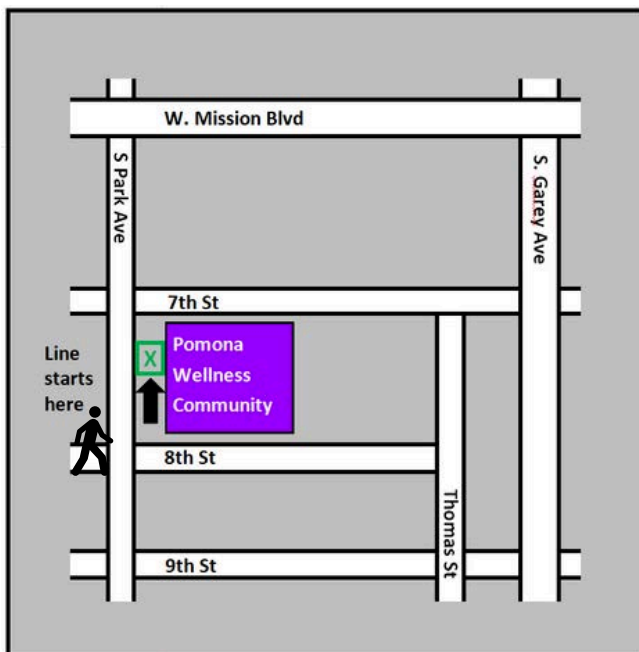 W. Mission Blvd
S Park Ave
S. Garey Ave
7th St
Line
starts
here
X
Pomona
Wellness
Community
8th St
Thomas St
9th St